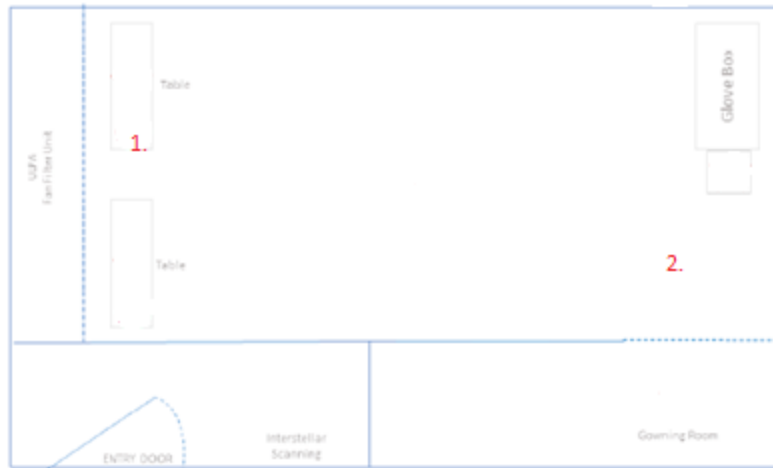 Table
Glove Box
1.
ULPA
Fan Filter Unit
2.
Table
Interstellar
Scanning
Gowning Room
ENTRY DOOR